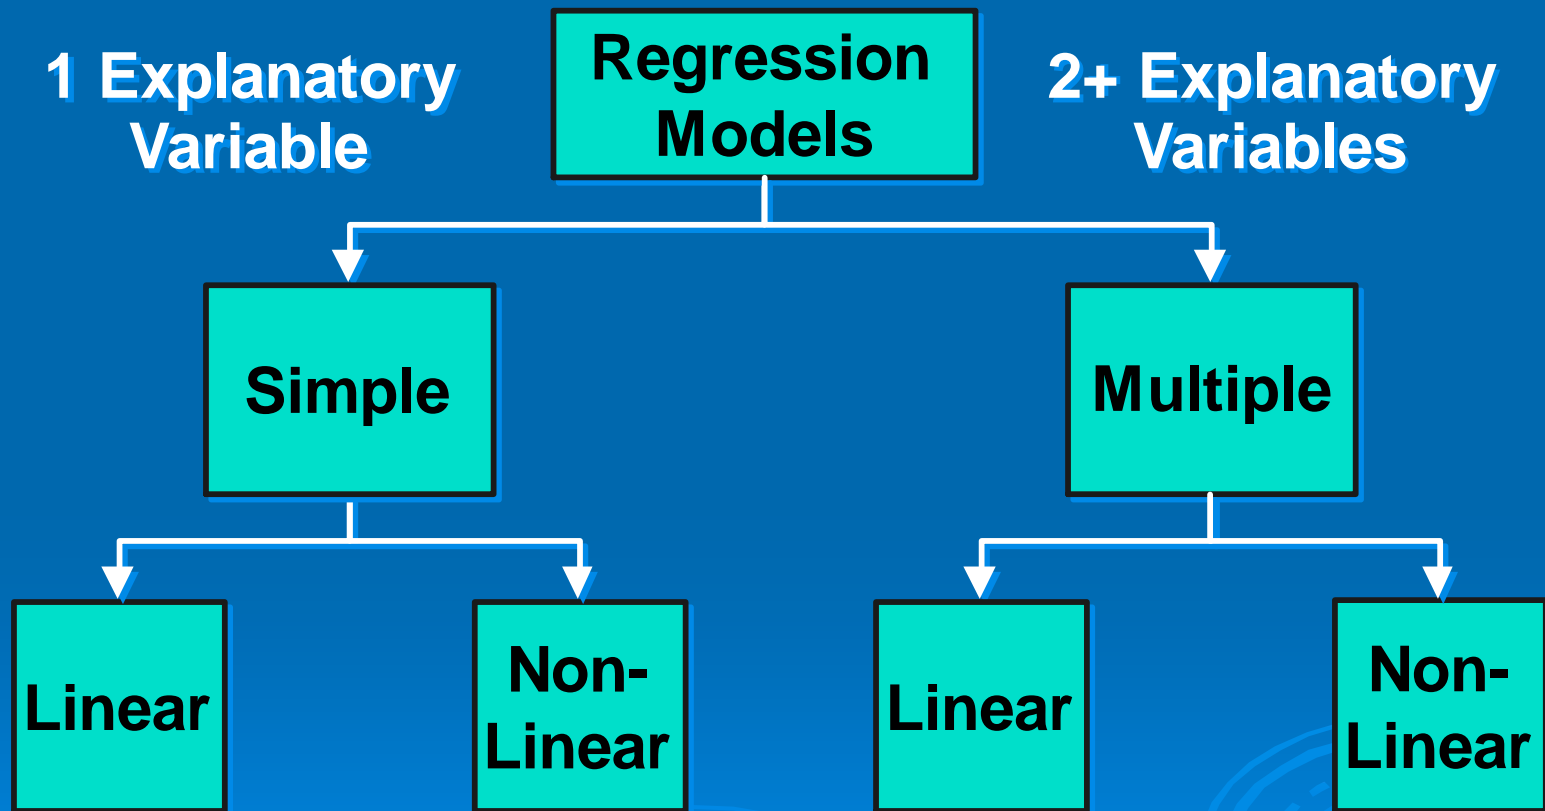 1 Explanatory
Variable
Regression
Models
2+ Explanatory
Variables
Simple
Multiple
Linear
Non-
Linear
Linear
Non-
Linear